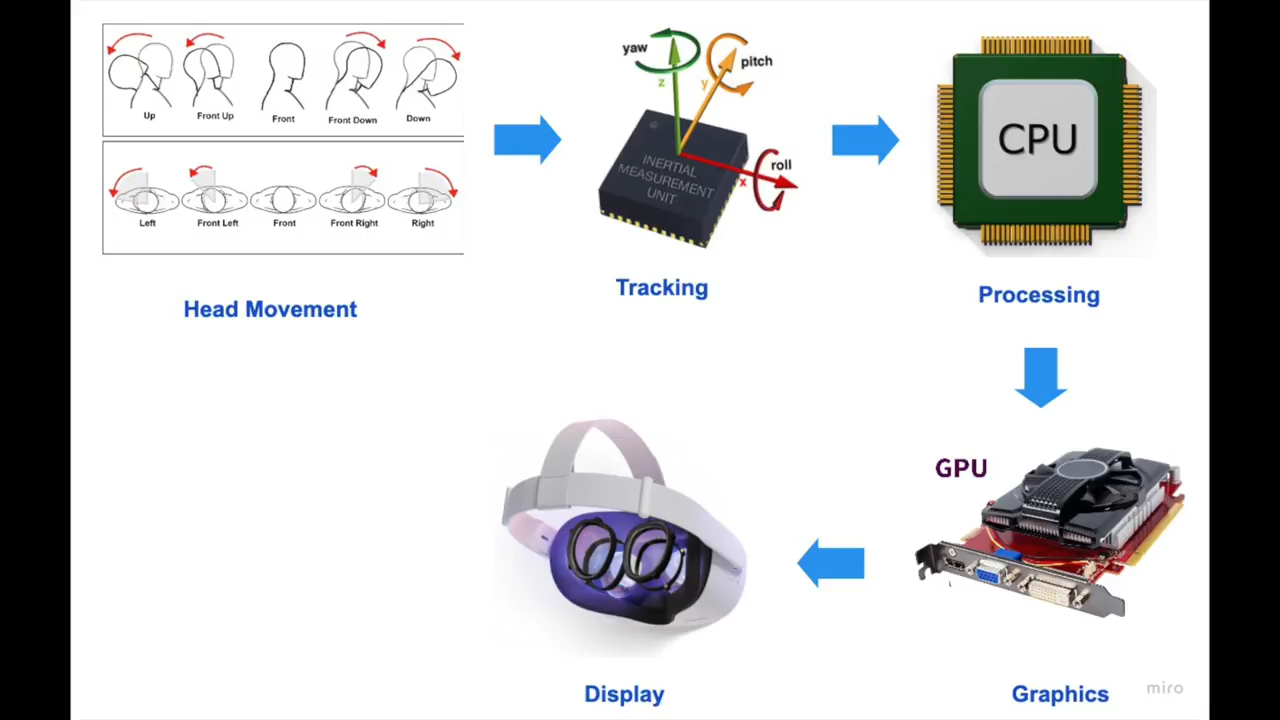 Up
Front Up
Front
Front Down
Down
Left
Front Left
Front
Front Right
Right
Head Movement
yaw
z
y
pitch
roll
x
INERTIAL
MEASUREMENT
UNIT
Tracking
CPU
Processing
GPU
Graphics
Display
miro